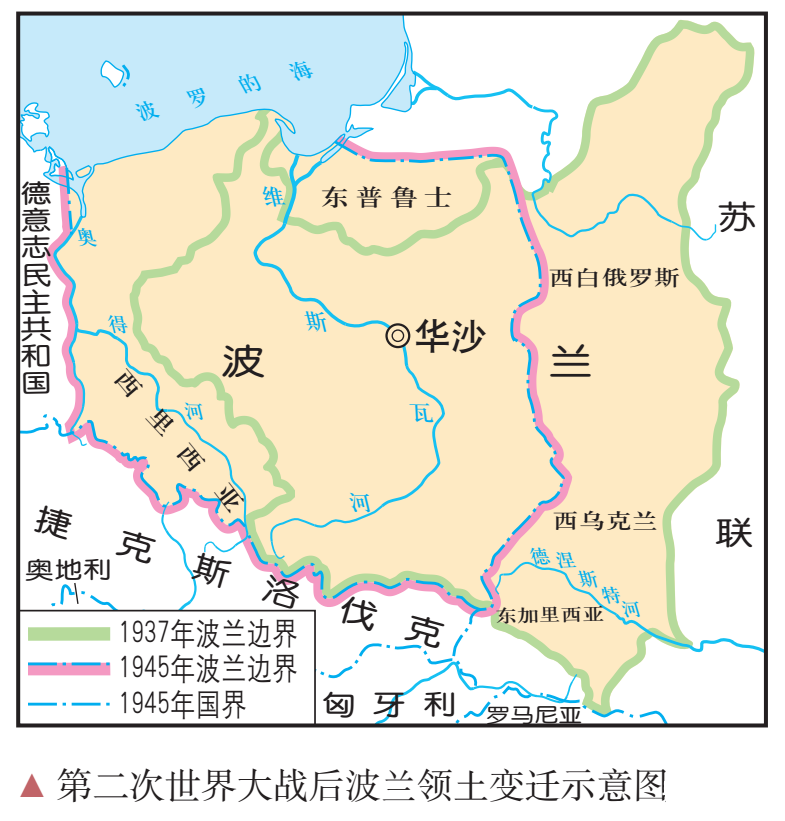 波罗的海
德意志民主共和国
奥得河
维斯瓦河
东普鲁士
苏联
西白俄罗斯
华沙
波兰
西里西亚
西乌克兰
德涅斯特河
东加里西亚
捷克斯洛伐克
奥地利
匈牙利
罗马尼亚
1937年波兰边界
1945年波兰边界
1945年国界
▲ 第二次世界大战后波兰领土变迁示意图